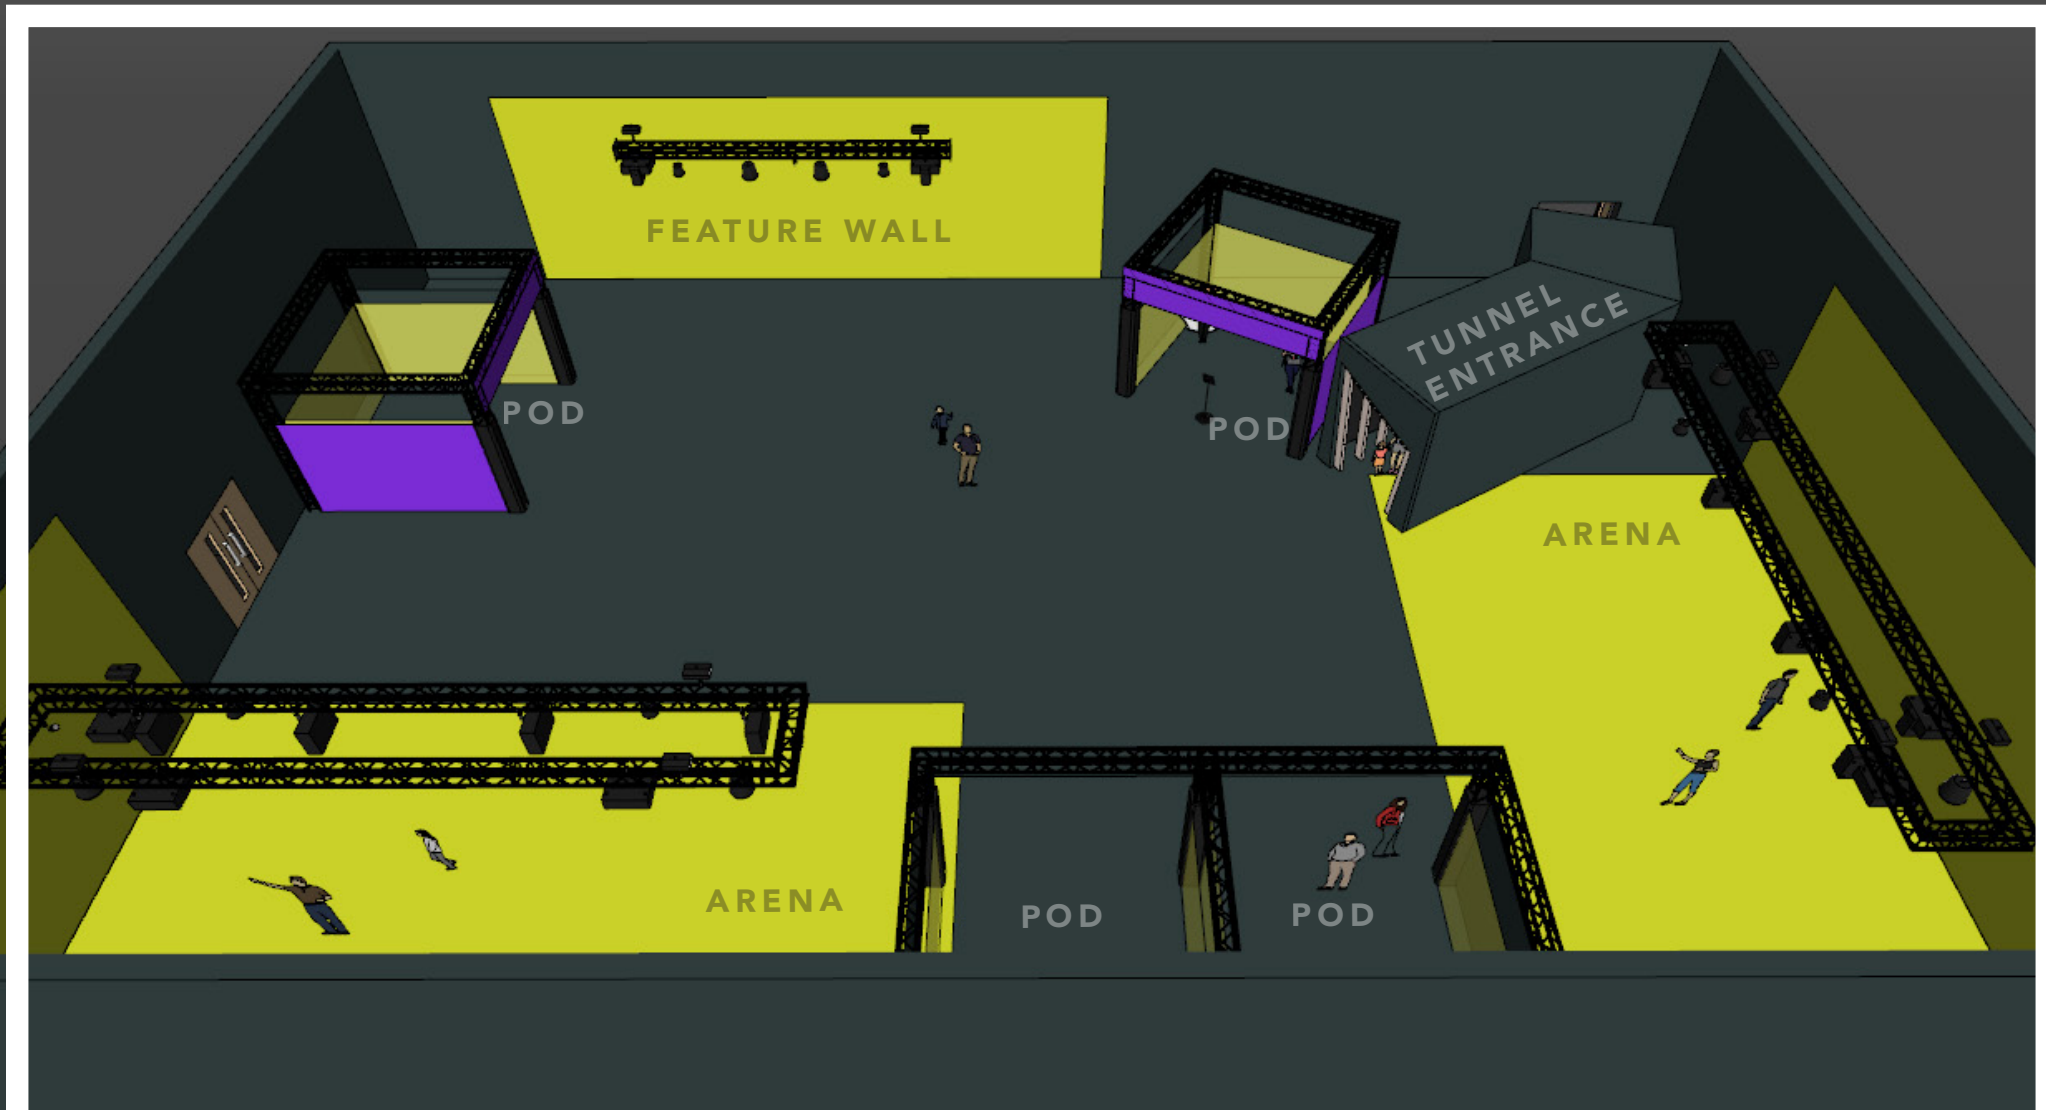 FEATURE WALL
TUNNEL
ENTRANCE
POD
POD
ARENA
ARENA
POD
POD